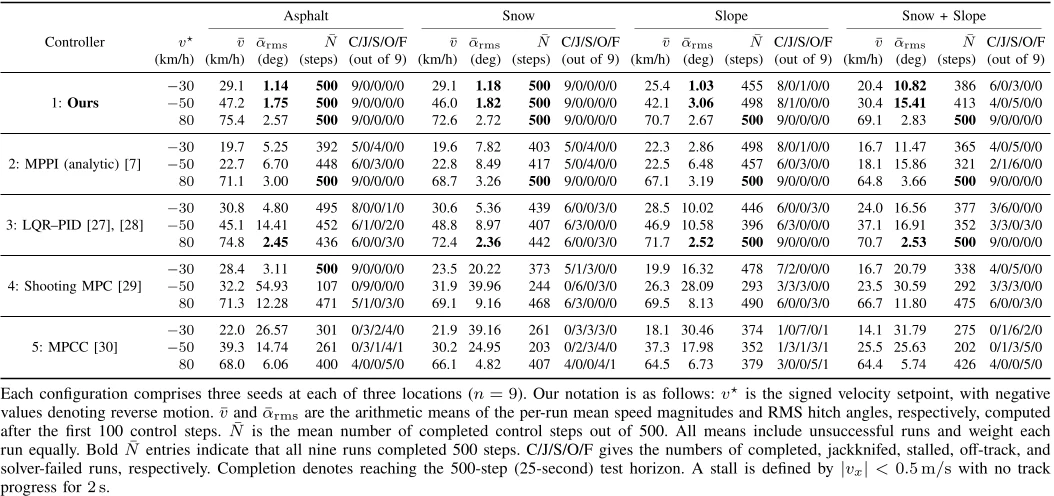 Asphalt Snow Slope Snow + Slope
Controller v⋆ v̄ ᾱrms N̄ C/J/S/O/F v̄ ᾱrms N̄ C/J/S/O/F v̄ ᾱrms N̄ C/J/S/O/F v̄ ᾱrms N̄ C/J/S/O/F
(km/h) (km/h) (deg) (steps) (out of 9) (km/h) (deg) (steps) (out of 9) (km/h) (deg) (steps) (out of 9) (km/h) (deg) (steps) (out of 9)
−30 29.1 1.14 500 9/0/0/0/0 29.1 1.18 500 9/0/0/0/0 25.4 1.03 455 8/0/1/0/0 20.4 10.82 386 6/0/3/0/0
1: Ours −50 47.2 1.75 500 9/0/0/0/0 46.0 1.82 500 9/0/0/0/0 42.1 3.06 498 8/1/0/0/0 30.4 15.41 413 4/0/5/0/0
80 75.4 2.57 500 9/0/0/0/0 72.6 2.72 500 9/0/0/0/0 70.7 2.67 500 9/0/0/0/0 69.1 2.83 500 9/0/0/0/0
−30 19.7 5.25 392 5/0/4/0/0 19.6 7.82 403 5/0/4/0/0 22.3 2.86 498 8/0/1/0/0 16.7 11.47 365 4/0/5/0/0
2: MPPI (analytic) [7] −50 22.7 6.70 448 6/0/3/0/0 22.8 8.49 417 5/0/4/0/0 22.5 6.48 457 6/0/3/0/0 18.1 15.86 321 2/1/6/0/0
80 71.1 3.00 500 9/0/0/0/0 68.7 3.26 500 9/0/0/0/0 67.1 3.19 500 9/0/0/0/0 64.8 3.66 500 9/0/0/0/0
−30 30.8 4.80 495 8/0/0/1/0 30.6 5.36 439 6/0/0/3/0 28.5 10.02 446 6/0/0/3/0 24.0 16.56 377 3/6/0/0/0
3: LQR–PID [27], [28] −50 45.1 14.41 452 6/1/0/2/0 48.8 8.97 407 6/3/0/0/0 46.9 10.58 396 6/3/0/0/0 37.1 16.91 352 3/3/0/3/0
80 74.8 2.45 436 6/0/0/3/0 72.4 2.36 442 6/0/0/3/0 71.7 2.52 500 9/0/0/0/0 70.7 2.53 500 9/0/0/0/0
−30 28.4 3.11 500 9/0/0/0/0 23.5 20.22 373 5/1/3/0/0 19.9 16.32 478 7/2/0/0/0 16.7 20.79 338 4/0/5/0/0
4: Shooting MPC [29] −50 32.2 54.93 107 0/9/0/0/0 31.9 39.96 244 0/6/0/3/0 26.3 28.09 293 3/3/3/0/0 23.5 30.59 292 3/3/3/0/0
80 71.3 12.28 471 5/1/0/3/0 69.1 9.16 468 6/3/0/0/0 69.5 8.13 490 6/0/0/3/0 66.7 11.80 475 6/0/0/3/0
−30 22.0 26.57 301 0/3/2/4/0 21.9 39.16 261 0/3/3/3/0 18.1 30.46 374 1/0/7/0/1 14.1 31.79 275 0/1/6/2/0
5: MPCC [30] −50 39.3 14.74 261 0/3/1/4/1 30.2 24.95 203 0/2/3/4/0 37.3 17.98 352 1/3/1/3/1 25.5 25.63 202 0/1/3/5/0
80 68.0 6.06 400 4/0/0/5/0 66.1 4.82 407 4/0/0/4/1 64.5 6.73 379 3/0/0/5/1 64.4 5.74 426 4/0/0/5/0
Each configuration comprises three seeds at each of three locations (n = 9). Our notation is as follows: v⋆ is the signed velocity setpoint, with negative
values denoting reverse motion. v̄ and ᾱrms are the arithmetic means of the per-run mean speed magnitudes and RMS hitch angles, respectively, computed
after the first 100 control steps. N̄ is the mean number of completed control steps out of 500. All means include unsuccessful runs and weight each
run equally. Bold N̄ entries indicate that all nine runs completed 500 steps. C/J/S/O/F gives the numbers of completed, jackknifed, stalled, off-track, and
solver-failed runs, respectively. Completion denotes reaching the 500-step (25-second) test horizon. A stall is defined by |vx| < 0.5 m/s with no track
progress for 2 s.